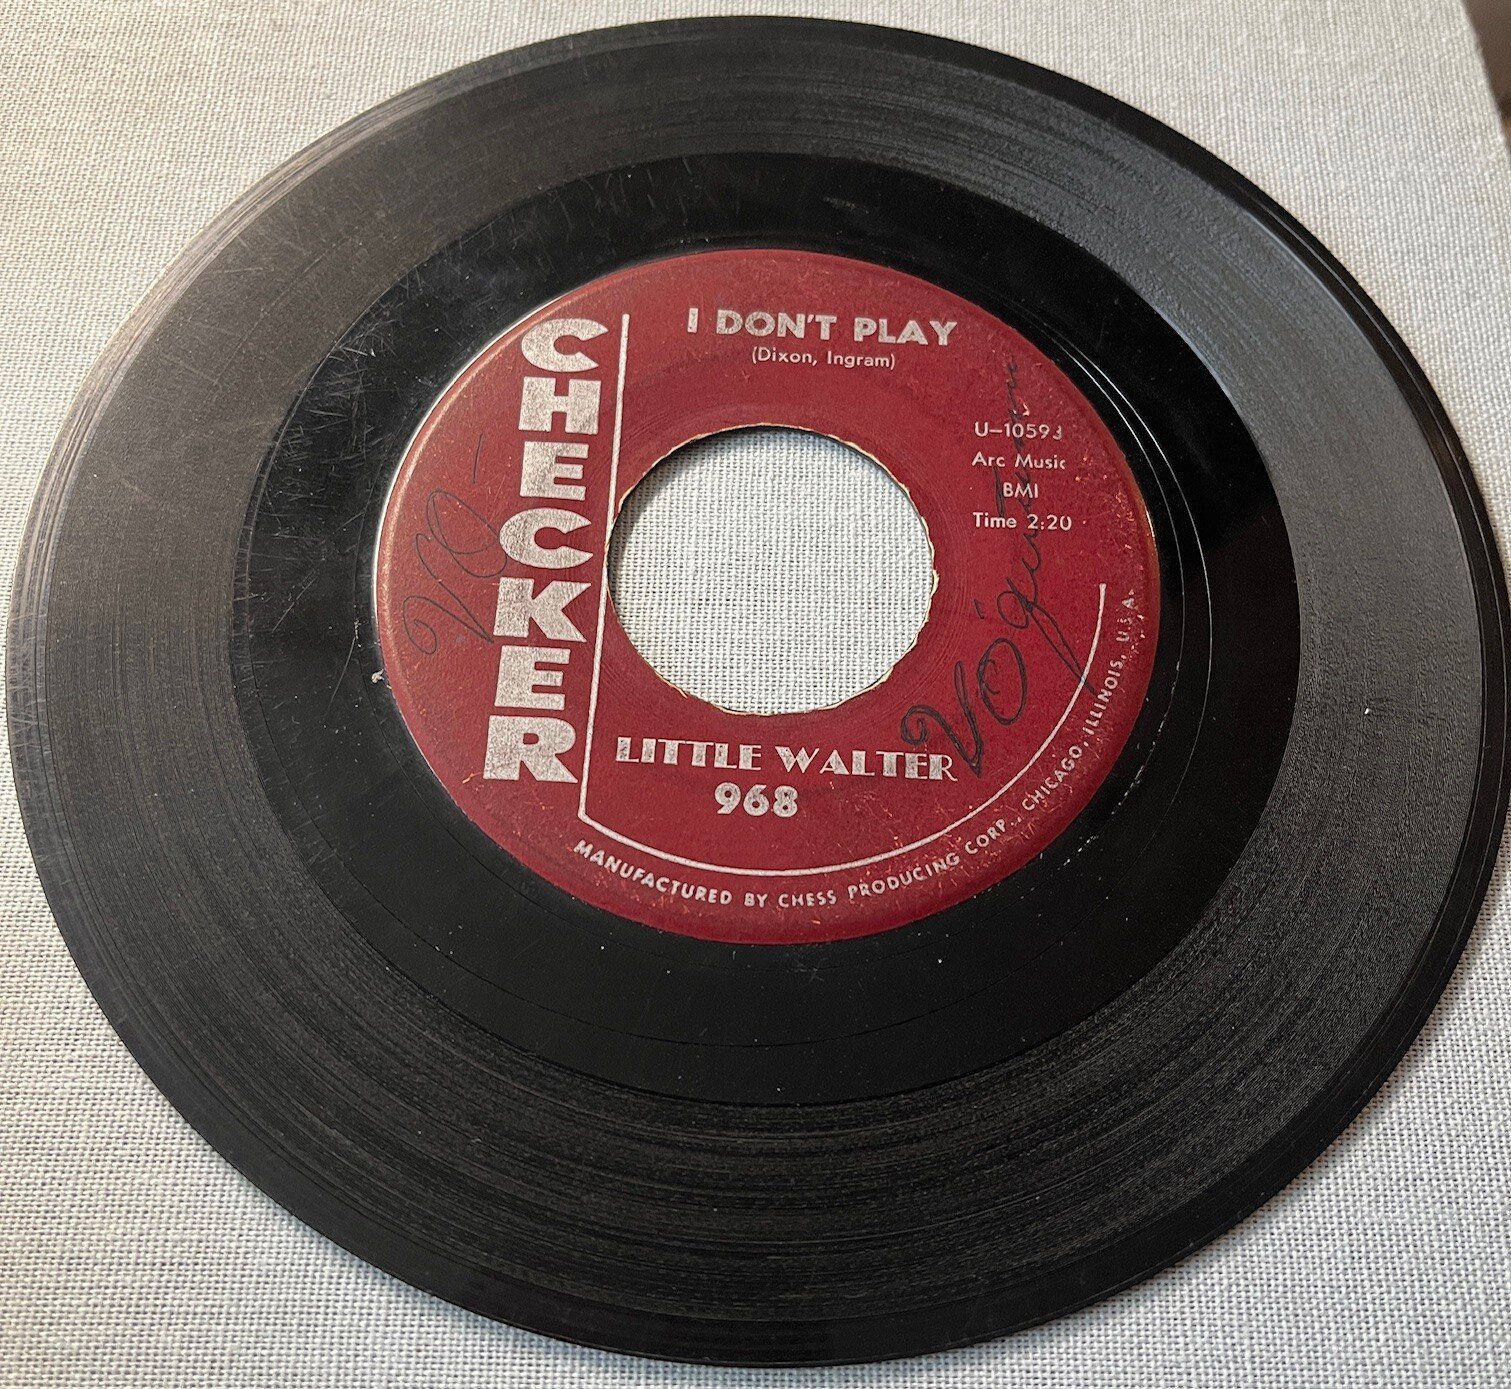 CHECKER
I DON'T PLAY
(Dixon, Ingram)
U-10593
Arc Music
BMI
Time 2:20
LITTLE WALTER
968
MANUFACTURED BY CHESS PRODUCING CORP., CHICAGO, ILLINOIS, U.S.A.